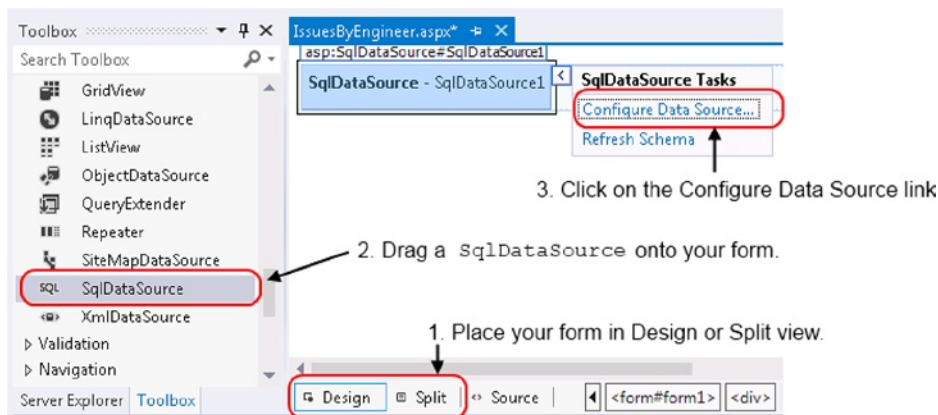 Toolbox
Search Toolbox
GridView
LinqDataSource
ListView
ObjectDataSource
QueryExtender
Repeater
SiteMapDataSource
SQL SqlDataSource
XmlDataSource
Validation
Navigation
Server Explorer Toolbox
IssuesByEngineer.aspx*
asp:SqlDataSource#SqlDataSource1
SqlDataSource - SqlDataSource1
SqlDataSource Tasks
Configure Data Source...
Refresh Schema
3. Click on the Configure Data Source link
2. Drag a SqlDataSource onto your form.
1. Place your form in Design or Split view.
Design Split Source <form#form1> <div>